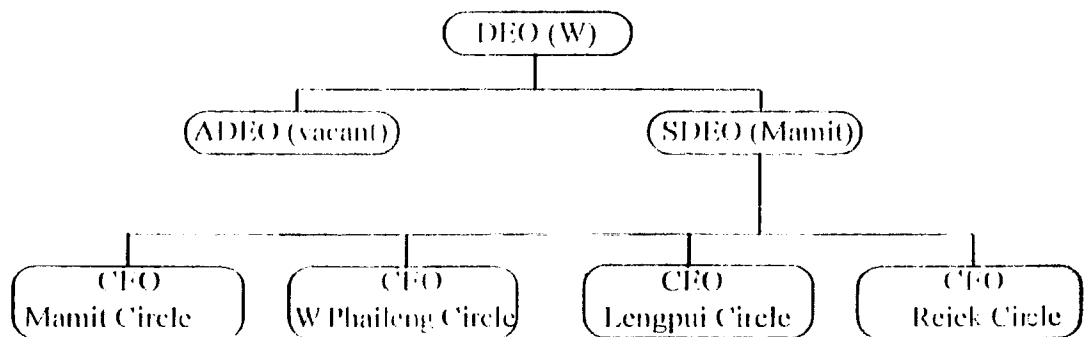 DEO (W)
ADEO (vacant)
SDEO (Mamit)
CEO
Mamit Circle
CEO
W Phaileng Circle
CEO
Lengpui Circle
CEO
Reiek Circle